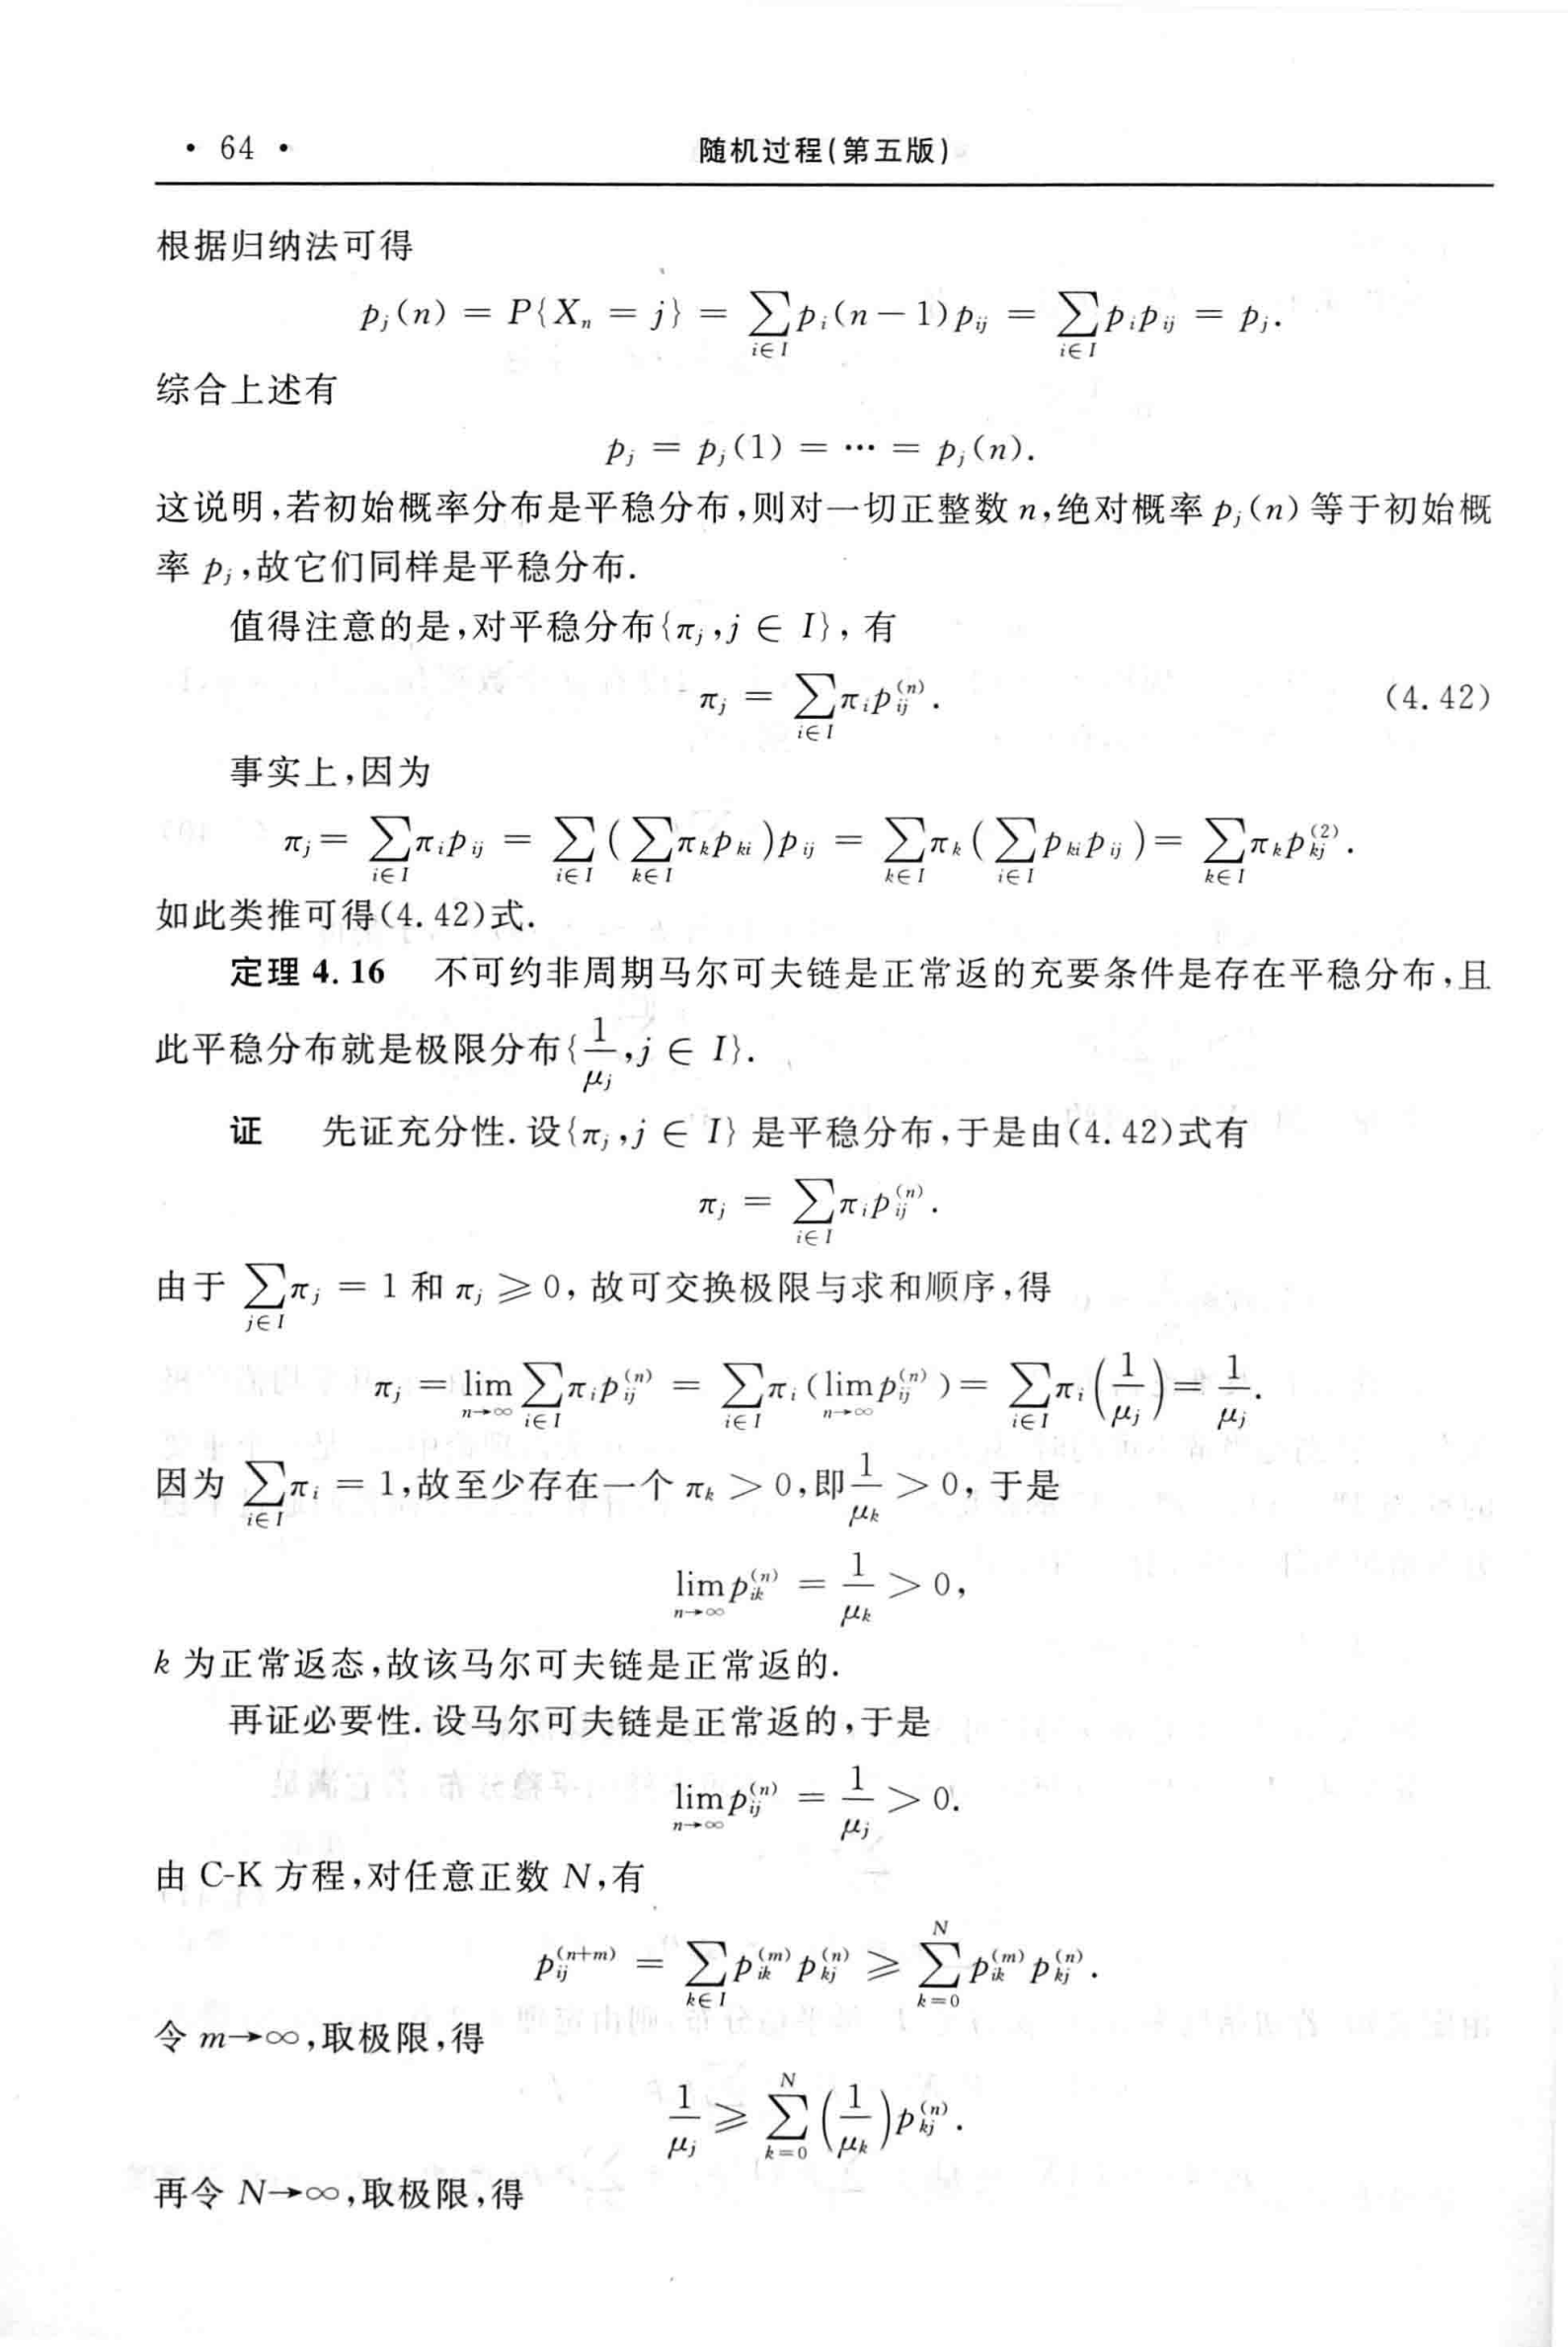 · 64 ·	随机过程(第五版)
根据归纳法可得
p_j(n) = P{X_n = j} = ∑_{i∈I} p_i(n−1)p_{ij} = ∑_{i∈I} p_i p_{ij} = p_j.
综合上述有
p_j = p_j(1) = ⋯ = p_j(n).
这说明,若初始概率分布是平稳分布,则对一切正整数 n,绝对概率 p_j(n) 等于初始概
率 p_j,故它们同样是平稳分布.
值得注意的是,对平稳分布{π_j,j ∈ I}, 有
π_j = ∑_{i∈I} π_i p_{ij}^{(n)}.	(4.42)
事实上,因为
π_j = ∑_{i∈I} π_i p_{ij} = ∑_{i∈I} (∑_{k∈I} π_k p_{ki}) p_{ij} = ∑_{k∈I} π_k (∑_{i∈I} p_{ki} p_{ij}) = ∑_{k∈I} π_k p_{kj}^{(2)}.
如此类推可得(4.42)式.
定理 4.16 不可约非周期马尔可夫链是正常返的充要条件是存在平稳分布,且
此平稳分布就是极限分布{1/μ_j,j ∈ I}.
证 先证充分性.设{π_j,j ∈ I} 是平稳分布,于是由(4.42)式有
π_j = ∑_{i∈I} π_i p_{ij}^{(n)}.
由于 ∑_{j∈I} π_j = 1 和 π_j ⩾ 0, 故可交换极限与求和顺序,得
π_j = lim_{n→∞} ∑_{i∈I} π_i p_{ij}^{(n)} = ∑_{i∈I} π_i (lim_{n→∞} p_{ij}^{(n)}) = ∑_{i∈I} π_i (1/μ_j) = 1/μ_j.
因为 ∑_{i∈I} π_i = 1,故至少存在一个 π_k > 0,即 1/μ_k > 0, 于是
lim_{n→∞} p_{ik}^{(n)} = 1/μ_k > 0,
k 为正常返态,故该马尔可夫链是正常返的.
再证必要性.设马尔可夫链是正常返的,于是
lim_{n→∞} p_{ij}^{(n)} = 1/μ_j > 0.
由 C-K 方程,对任意正数 N,有
p_{ij}^{(n+m)} = ∑_{k∈I} p_{ik}^{(m)} p_{kj}^{(n)} ⩾ ∑_{k=0}^{N} p_{ik}^{(m)} p_{kj}^{(n)}.
令 m→∞,取极限,得
1/μ_j ⩾ ∑_{k=0}^{N} (1/μ_k) p_{kj}^{(n)}.
再令 N→∞,取极限,得